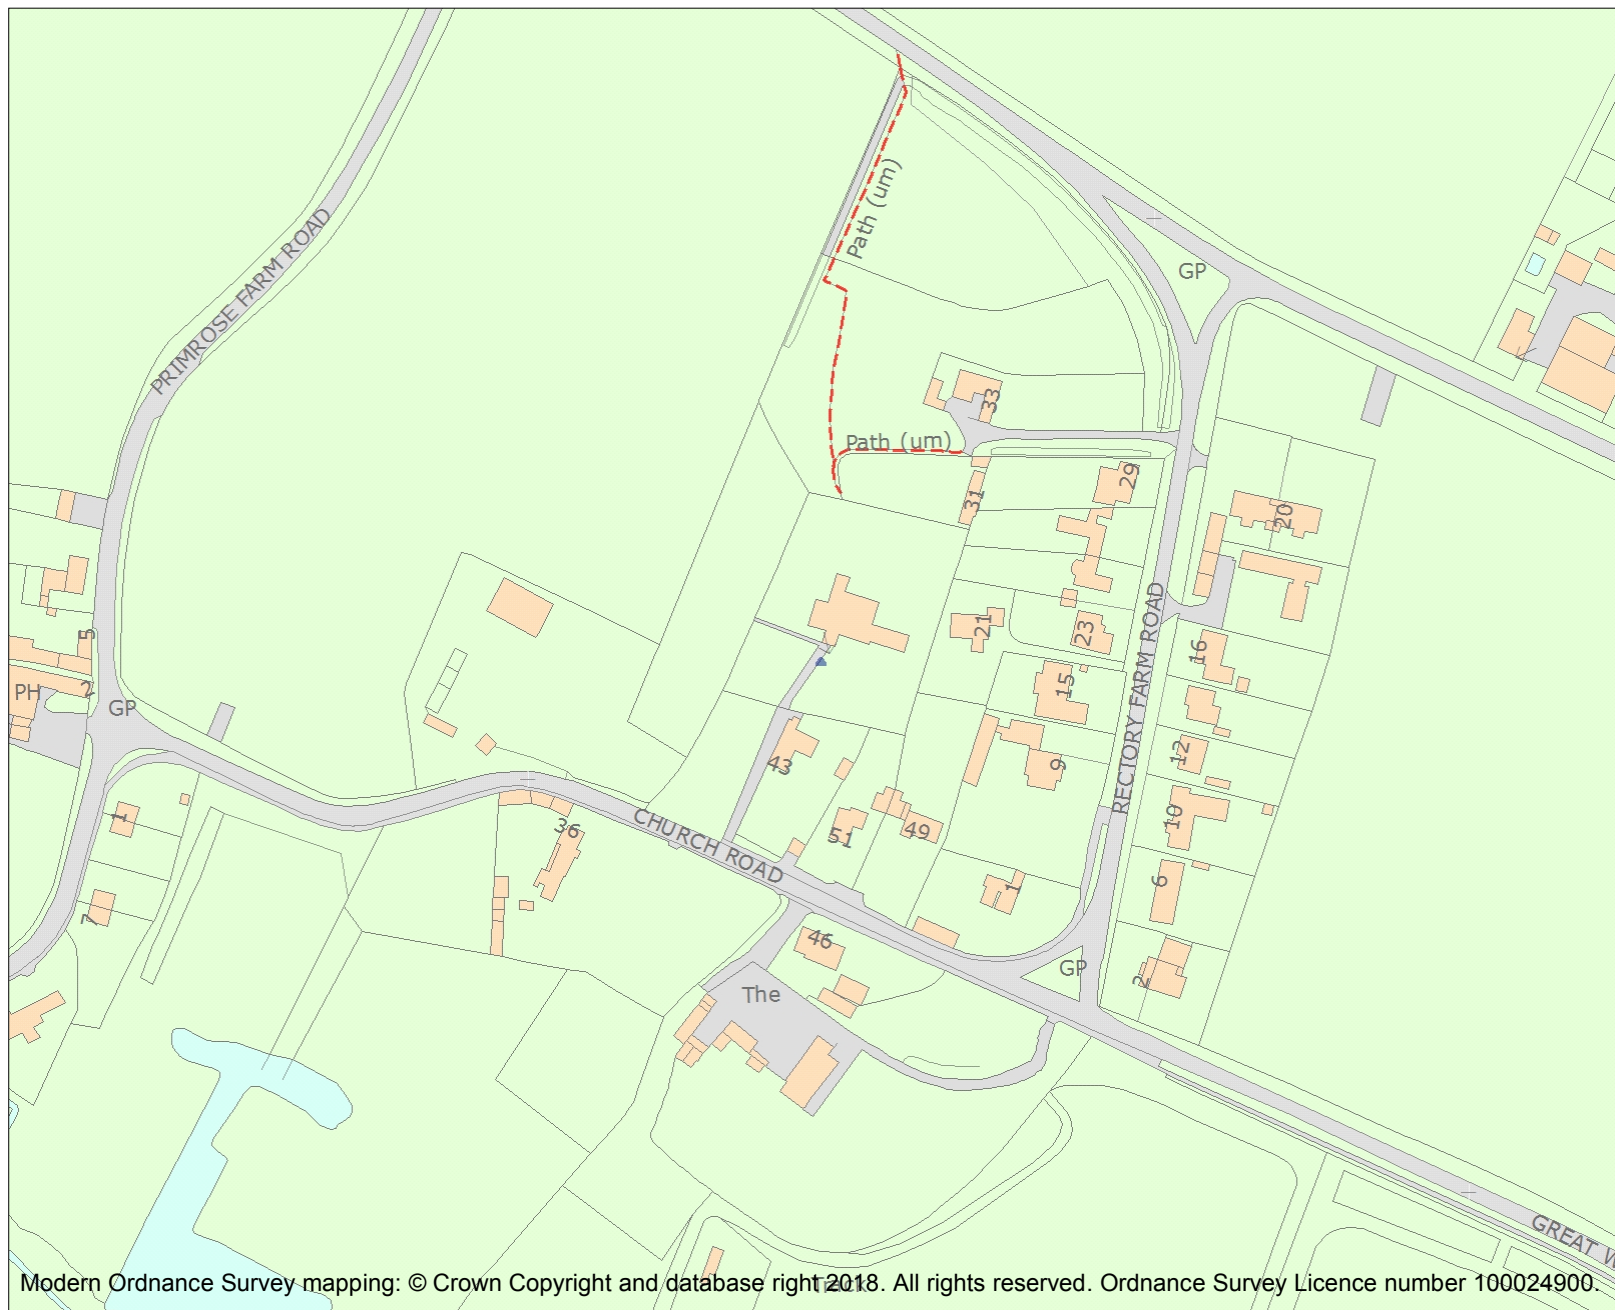 Path (um)
PRIMROSE FARM ROAD
GP
33
Path (um)
29
31
20
5
21
23
16
PH
2
GP
15
RECTORY FARM ROAD
43
9
12
1
36
CHURCH ROAD
51
49
10
7
1
6
46
GP
2
The
GREAT W
Track
Modern Ordnance Survey mapping: © Crown Copyright and database right 2018. All rights reserved. Ordnance Survey Licence number 100024900.